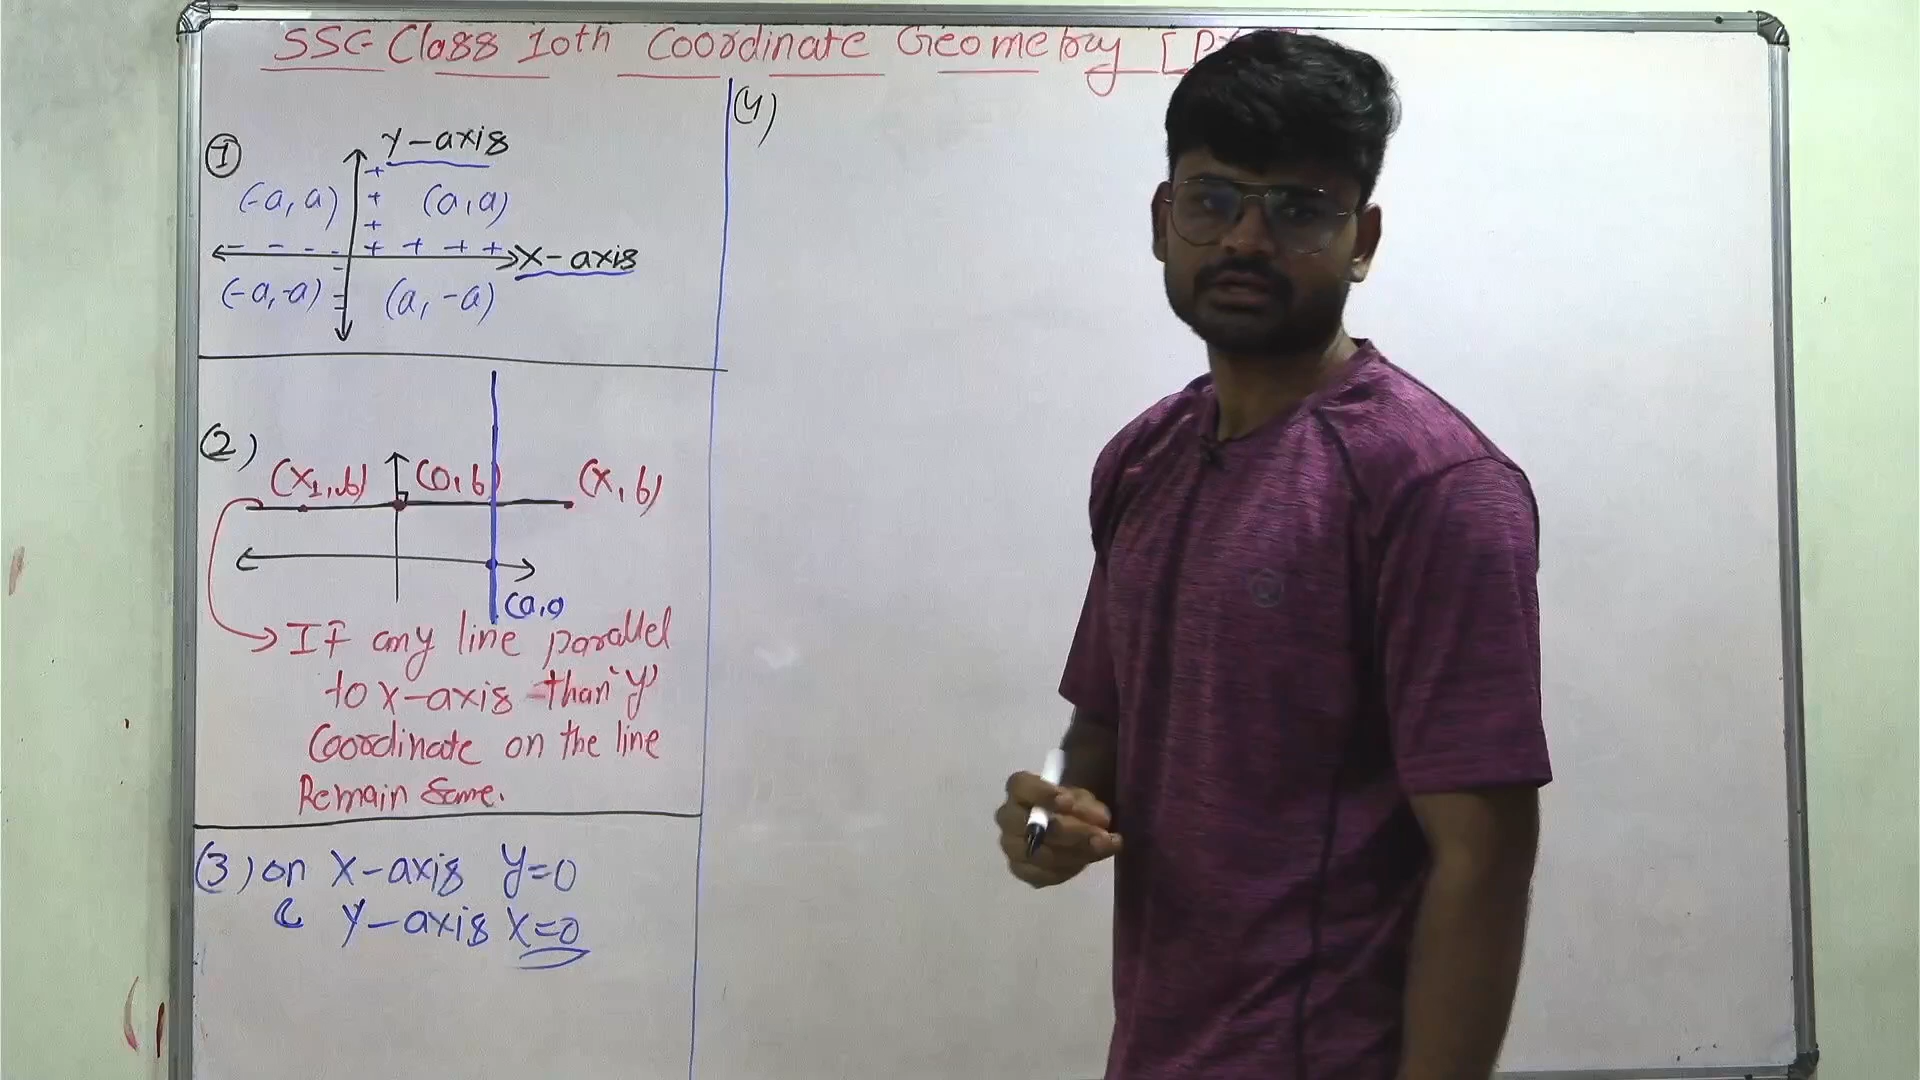 SSC Class 10th Coordinate Geometry
(1)
Y-axis
(-a, a) (a, a)
X-axis
(-a, -a) (a, -a)
(2)
(x1, b) (0, b) (x, b)
(a, 0
If any line parallel
to X-axis than 'y'
Coordinate on the line
Remain Same.
(3) on X-axis Y=0
& Y-axis X=0
(4)